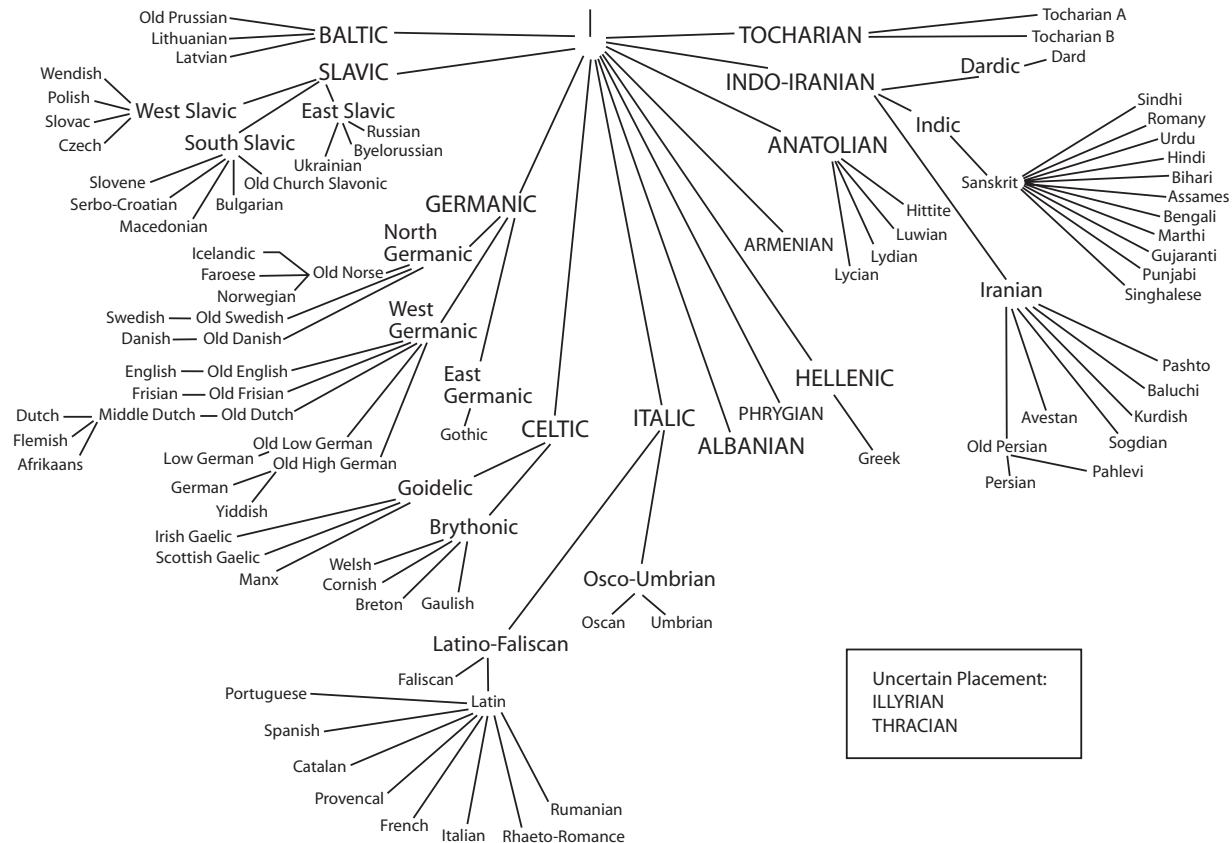 Old Prussian
Lithuanian
Latvian
BALTIC
TOCHARIAN
Tocharian A
Tocharian B
SLAVIC
Wendish
Polish
Slovac
Czech
West Slavic
East Slavic
Russian
Byelorussian
Ukrainian
South Slavic
Old Church Slavonic
Slovene
Serbo-Croatian
Macedonian
Bulgarian
INDO-IRANIAN
Dardic
Dard
Indic
Sanskrit
Sindhi
Romany
Urdu
Hindi
Bihari
Assames
Bengali
Marthi
Gujaranti
Punjabi
Singhalese
ANATOLIAN
Hittite
Luwian
Lydian
Lycian
ARMENIAN
Iranian
Pashto
Baluchi
Kurdish
Sogdian
Avestan
Old Persian
Pahlevi
Persian
GERMANIC
North
Germanic
Icelandic
Faroese
Norwegian
Old Norse
Swedish
Old Swedish
Danish
Old Danish
West
Germanic
English
Old English
Frisian
Old Frisian
Dutch
Flemish
Afrikaans
Middle Dutch
Old Dutch
Old Low German
Low German
Old High German
German
Yiddish
East
Germanic
Gothic
CELTIC
Goidelic
Irish Gaelic
Scottish Gaelic
Manx
Brythonic
Welsh
Cornish
Breton
Gaulish
ITALIC
ALBANIAN
PHRYGIAN
HELLENIC
Greek
Osco-Umbrian
Oscan
Umbrian
Latino-Faliscan
Faliscan
Latin
Portuguese
Spanish
Catalan
Provencal
French
Italian
Rhaeto-Romance
Rumanian
Uncertain Placement:
ILLYRIAN
THRACIAN